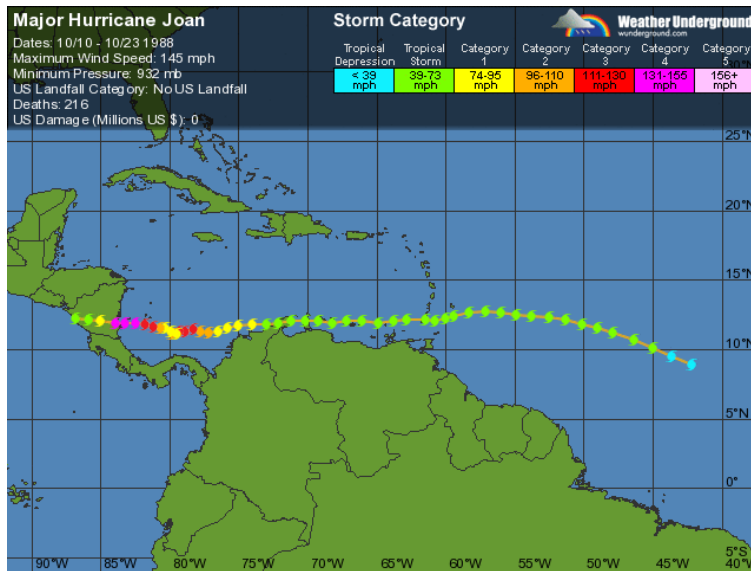 Major Hurricane Joan
Dates: 10/10 - 10/23 1988
Maximum Wind Speed: 145 mph
Minimum Pressure: 932 mb
US Landfall Category: No US Landfall
Deaths: 216
US Damage (Millions US $): 0
Storm Category
Weather Underground
wunderground.com
Tropical Depression
Tropical Storm
Category 1
Category 2
Category 3
Category 4
Category 5
< 39 mph
39-73 mph
74-95 mph
96-110 mph
111-130 mph
131-155 mph
156+ mph
25°N
20°N
15°N
10°N
5°N
0°
5°S
90°W 85°W 80°W 75°W 70°W 65°W 60°W 55°W 50°W 45°W 40°W